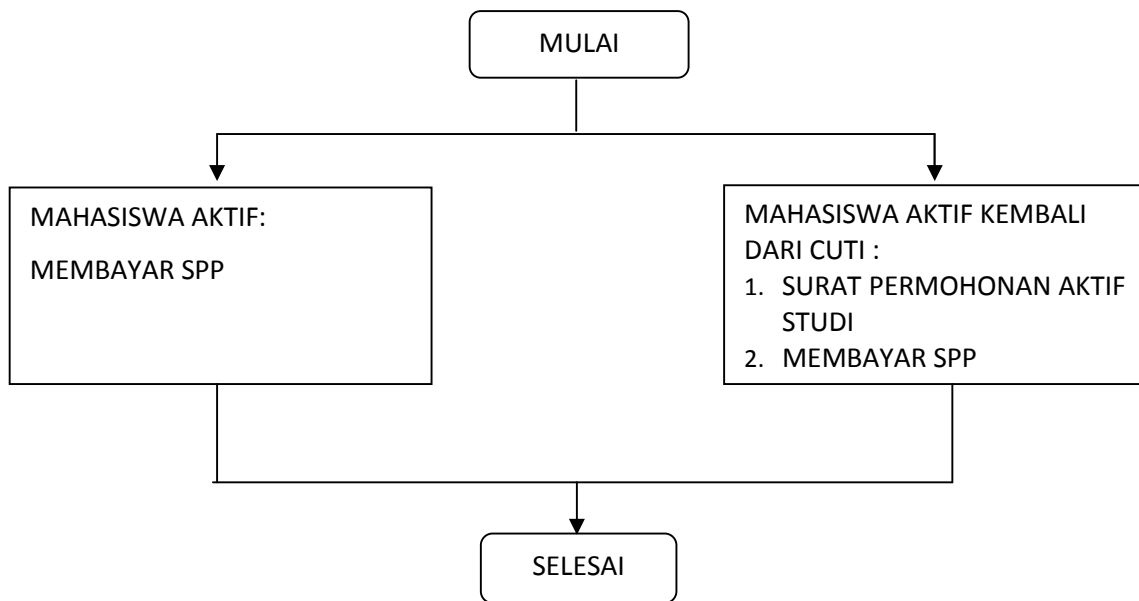 MULAI
MAHASISWA AKTIF:
MEMBAYAR SPP
MAHASISWA AKTIF KEMBALI
DARI CUTI :
1. SURAT PERMOHONAN AKTIF
STUDI
2. MEMBAYAR SPP
SELESAI